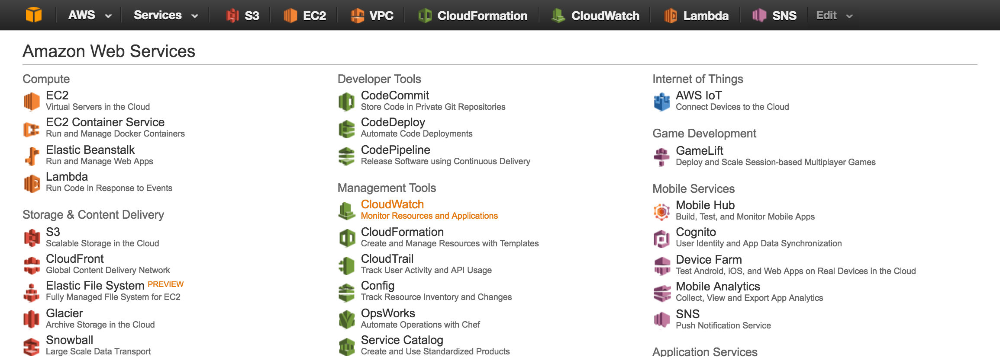 AWS
Services
S3
EC2
VPC
CloudFormation
CloudWatch
Lambda
SNS
Edit
Amazon Web Services
Compute
EC2
Virtual Servers in the Cloud
EC2 Container Service
Run and Manage Docker Containers
Elastic Beanstalk
Run and Manage Web Apps
Lambda
Run Code in Response to Events
Storage & Content Delivery
S3
Scalable Storage in the Cloud
CloudFront
Global Content Delivery Network
Elastic File System PREVIEW
Fully Managed File System for EC2
Glacier
Archive Storage in the Cloud
Snowball
Large Scale Data Transport
Developer Tools
CodeCommit
Store Code in Private Git Repositories
CodeDeploy
Automate Code Deployments
CodePipeline
Release Software using Continuous Delivery
Management Tools
CloudWatch
Monitor Resources and Applications
CloudFormation
Create and Manage Resources with Templates
CloudTrail
Track User Activity and API Usage
Config
Track Resource Inventory and Changes
OpsWorks
Automate Operations with Chef
Service Catalog
Create and Use Standardized Products
Internet of Things
AWS IoT
Connect Devices to the Cloud
Game Development
GameLift
Deploy and Scale Session-based Multiplayer Games
Mobile Services
Mobile Hub
Build, Test, and Monitor Mobile Apps
Cognito
User Identity and App Data Synchronization
Device Farm
Test Android, iOS, and Web Apps on Real Devices in the Cloud
Mobile Analytics
Collect, View and Export App Analytics
SNS
Push Notification Service
Application Services